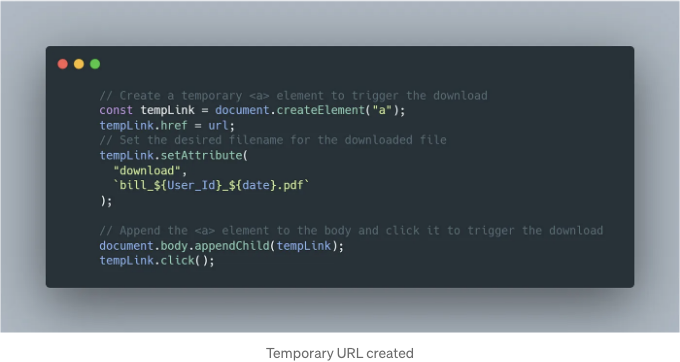 // Create a temporary <a> element to trigger the download
const tempLink = document.createElement("a");
tempLink.href = url;
// Set the desired filename for the downloaded file
tempLink.setAttribute(
"download",
`bill_${User_Id}_${date}.pdf`
);
// Append the <a> element to the body and click it to trigger the download
document.body.appendChild(tempLink);
tempLink.click();
Temporary URL created